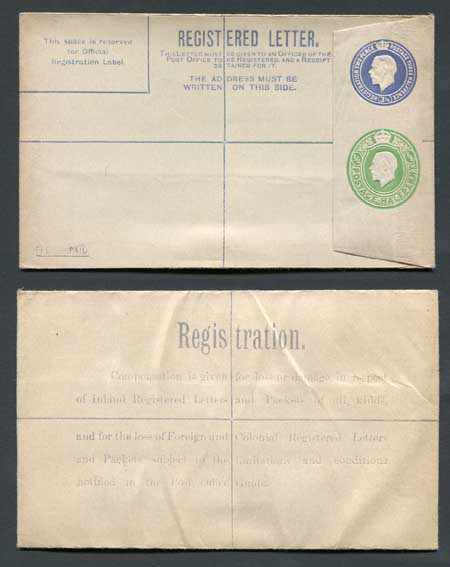 This space is reserved
for Official
Registration Label.
REGISTERED LETTER.
THIS LETTER MUST BE GIVEN TO AN OFFICER OF THE
POST OFFICE TO BE REGISTERED, AND A RECEIPT
OBTAINED FOR IT.
THE ADDRESS MUST BE
WRITTEN ON THIS SIDE.
POSTAGE HALFPENNY
Registration.
Compensation is given for loss or damage in respect
of Inland Registered Letters and Packets of all kinds,
and for the loss of Foreign and Colonial Registered Letters
and Packets subject to the limitations and conditions
notified in the Post Office Guide.